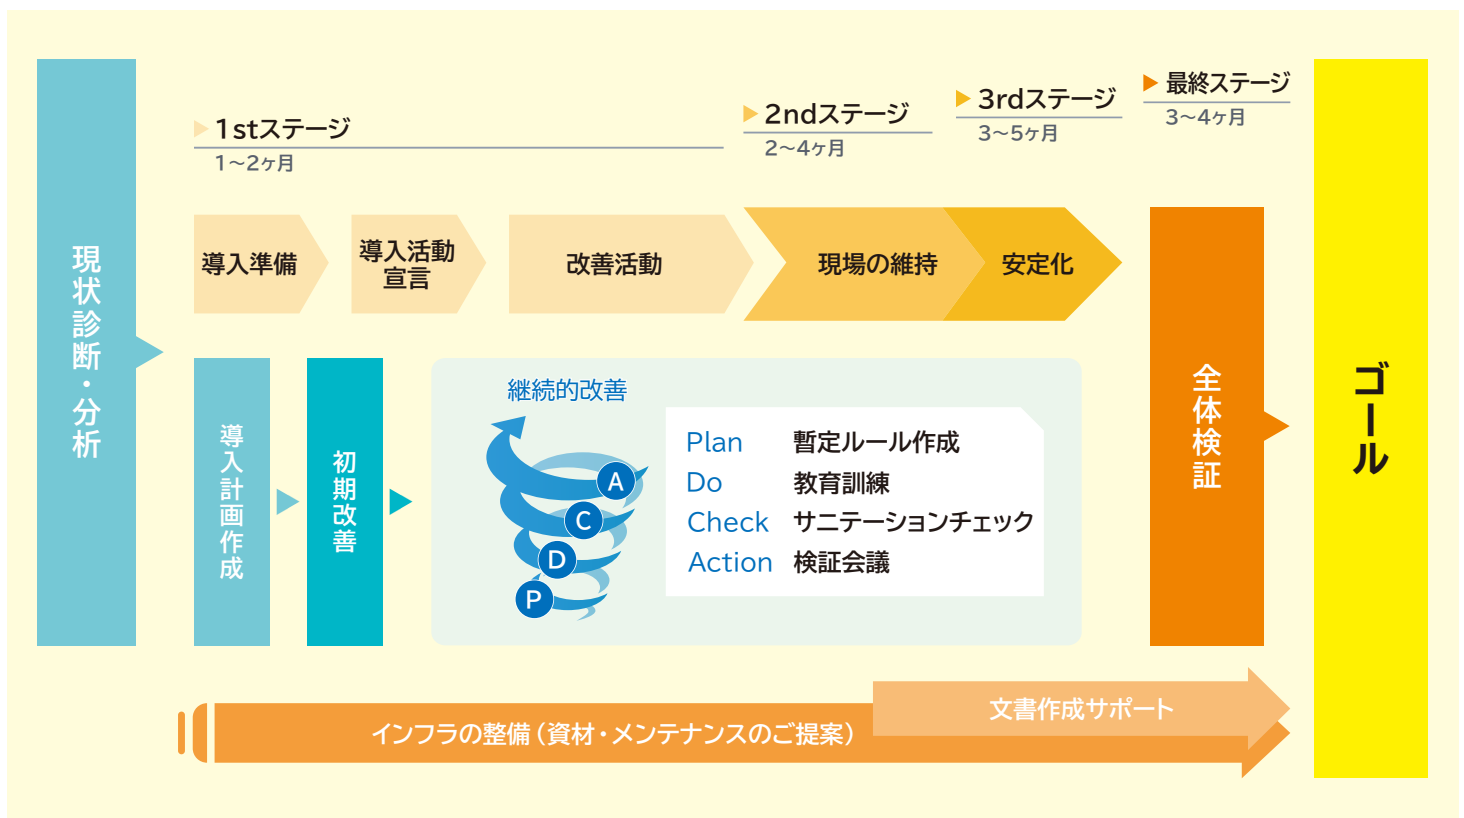 現状診断・分析
1stステージ
1～2ヶ月
2ndステージ
2～4ヶ月
3rdステージ
3～5ヶ月
最終ステージ
3～4ヶ月
導入準備
導入活動
宣言
改善活動
現場の維持
安定化
導入計画作成
初期改善
継続的改善
A
C
D
P
Plan 暫定ルール作成
Do 教育訓練
Check サニテーションチェック
Action 検証会議
全体検証
ゴール
文書作成サポート
インフラの整備（資材・メンテナンスのご提案）